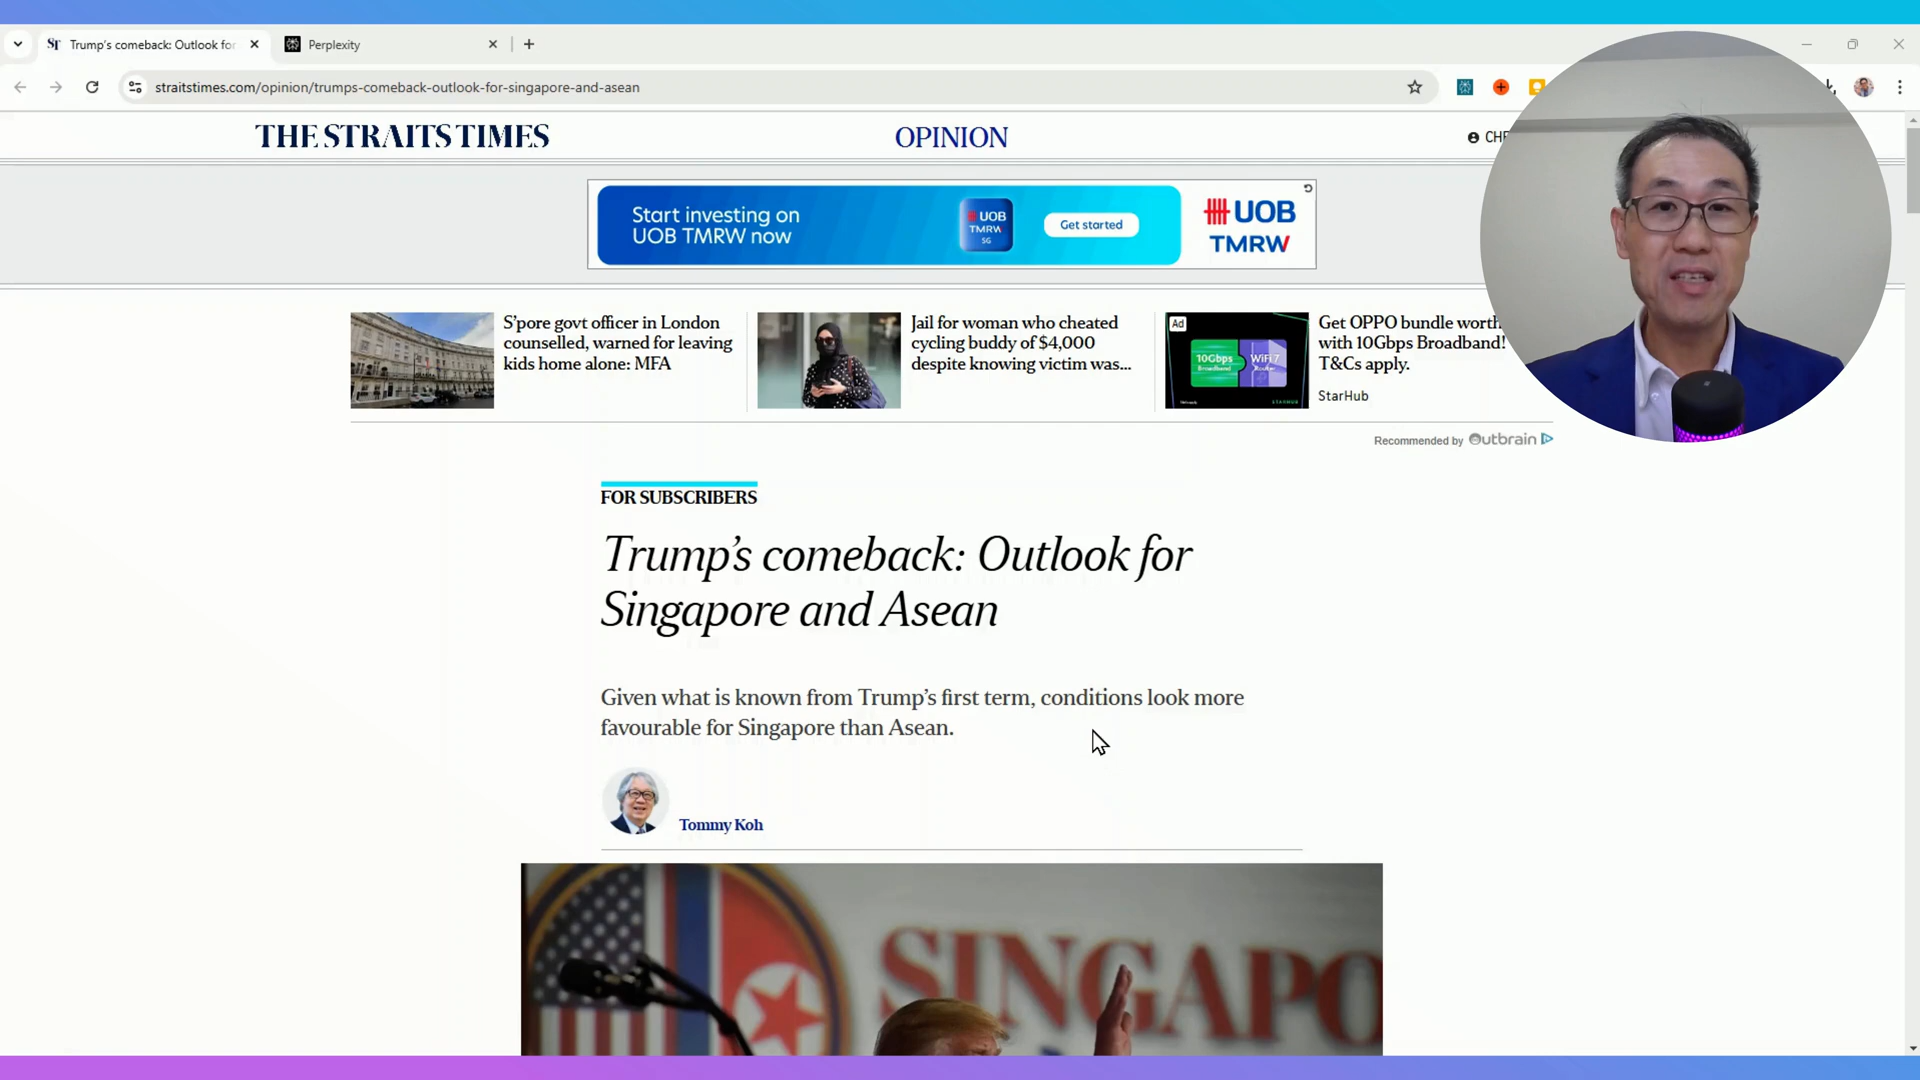 Trump's comeback: Outlook for
Perplexity
straitstimes.com/opinion/trumps-comeback-outlook-for-singapore-and-asean
THE STRAITS TIMES
OPINION
Start investing on
UOB TMRW now
UOB
TMRW
SG
Get started
UOB
TMRW
S'pore govt officer in London
counselled, warned for leaving
kids home alone: MFA
Jail for woman who cheated
cycling buddy of $4,000
despite knowing victim was...
Ad
10Gbps
Broadband
WiFi 7
Router
STARHUB
Get OPPO bundle worth
with 10Gbps Broadband!
T&Cs apply.
StarHub
Recommended by Outbrain
FOR SUBSCRIBERS
Trump's comeback: Outlook for
Singapore and Asean
Given what is known from Trump's first term, conditions look more
favourable for Singapore than Asean.
Tommy Koh
SINGAPO